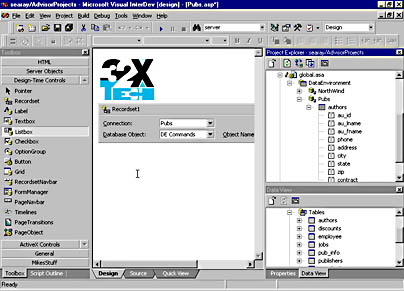 searay/AdvisorProjects - Microsoft Visual InterDev [design] - [Pubs.asp*]
File Edit View Project Build Debug Tools Window Help
server
Design
Toolbox
HTML
Server Objects
Design-Time Controls
Pointer
Recordset
Label
Textbox
Listbox
Checkbox
OptionGroup
Button
Grid
RecordsetNavbar
FormManager
PageNavbar
Timelines
PageTransitions
PageObject
ActiveX Controls
General
MikesStuff
Toolbox
Script Outline
32X
TECH
Recordset1
Connection: Pubs
Database Object: DE Commands Object Name
Design
Source
Quick View
Project Explorer - searay/AdvisorProjects
global.asa
DataEnvironment
NorthWind
Pubs
authors
au_id
au_lname
au_fname
phone
address
city
state
zip
contract
Data View
Tables
authors
discounts
employee
jobs
pub_info
publishers
Properties
Data View
Ready